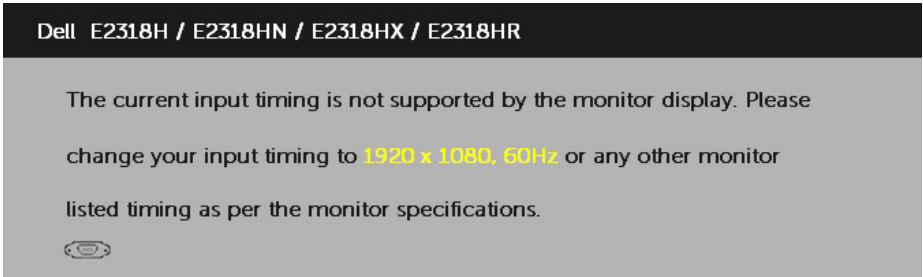 Dell E2318H / E2318HN / E2318HX / E2318HR
The current input timing is not supported by the monitor display. Please
change your input timing to 1920 x 1080, 60Hz or any other monitor
listed timing as per the monitor specifications.